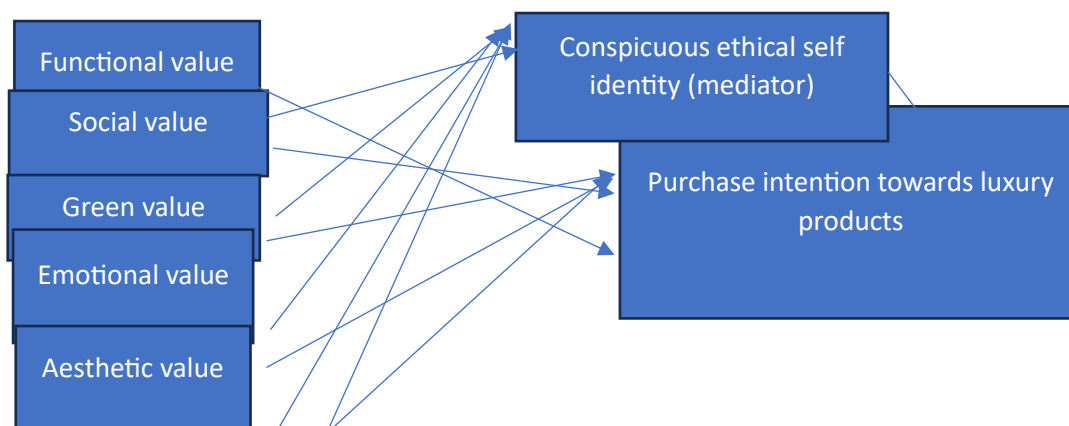 Functional value
Social value
Green value
Emotional value
Aesthetic value
Conspicuous ethical self
identity (mediator)
Purchase intention towards luxury
products